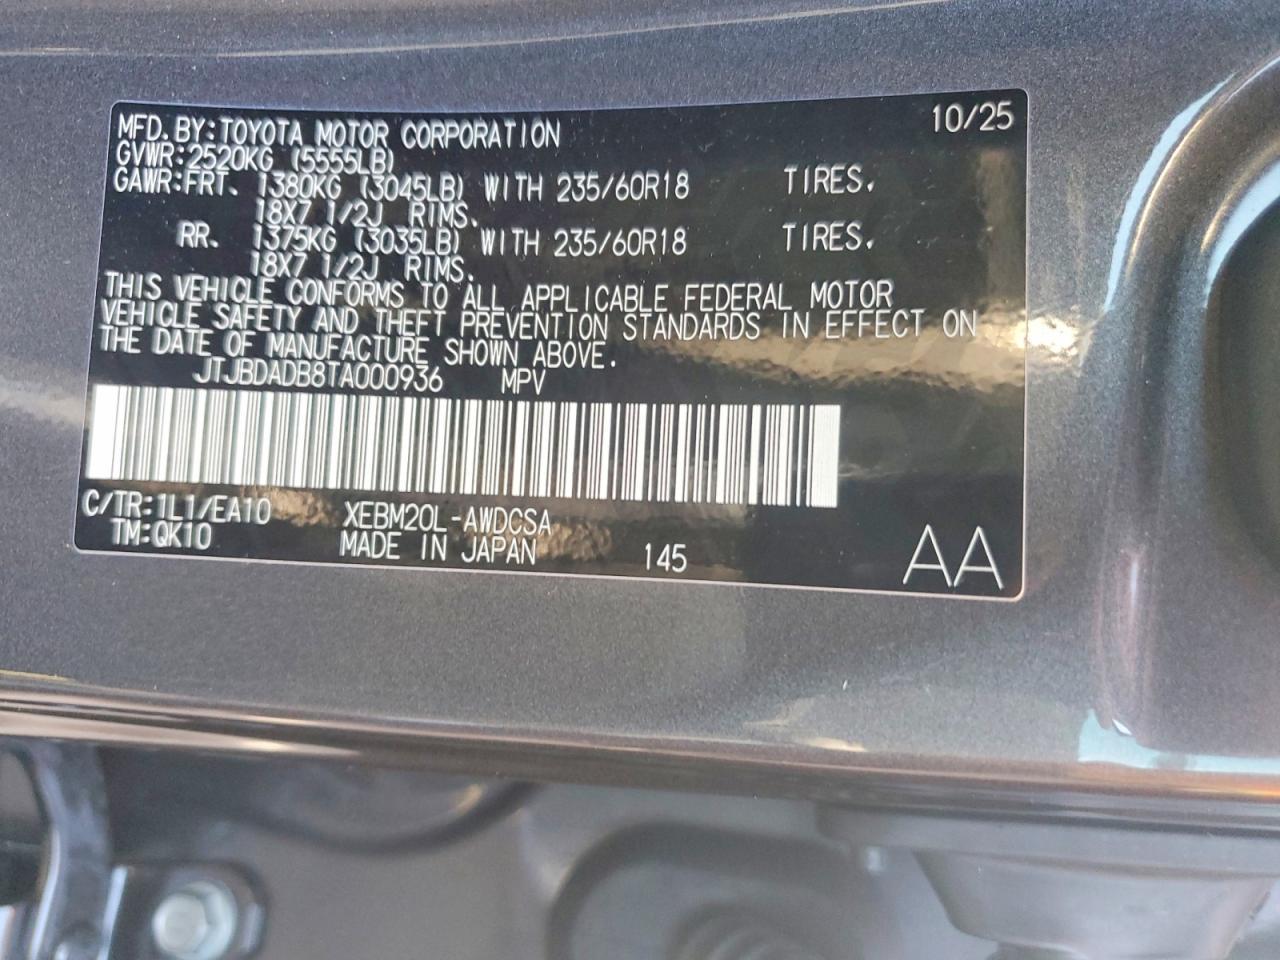 10/25
MFD.BY:TOYOTA MOTOR CORPORATION
GVWR:2520KG (5555LB)
GAWR:FRT. 1380KG (3045LB) WITH 235/60R18 TIRES.
18X7 1/2J RIMS.
RR. 1375KG (3035LB) WITH 235/60R18 TIRES.
18X7 1/2J RIMS.
THIS VEHICLE CONFORMS TO ALL APPLICABLE FEDERAL MOTOR
VEHICLE SAFETY AND THEFT PREVENTION STANDARDS IN EFFECT ON
THE DATE OF MANUFACTURE SHOWN ABOVE.
JTJBDADB8TA000936 MPV
C/TR:1L1/EA10 XEBM20L-AWDCSA
TM:QK10 MADE IN JAPAN 145
AA